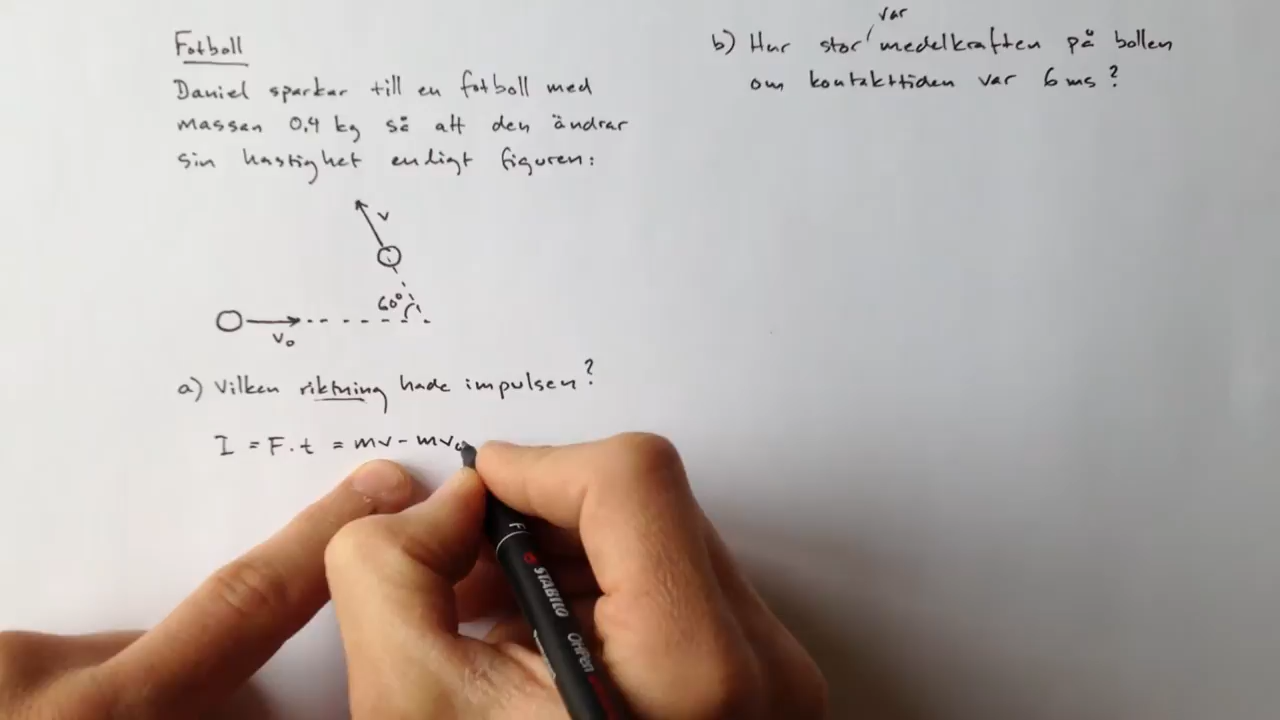 Fotboll
Daniel sparkar till en fotboll med
massan 0,4 kg så att den ändrar
sin hastighet enligt figuren:
v
60°
v₀
a) Vilken riktning hade impulsen?
I = F·t = mv - mv₀
var
b) Hur stor medelkraften på bollen
om kontakttiden var 6 ms?
STABILO
OHPen